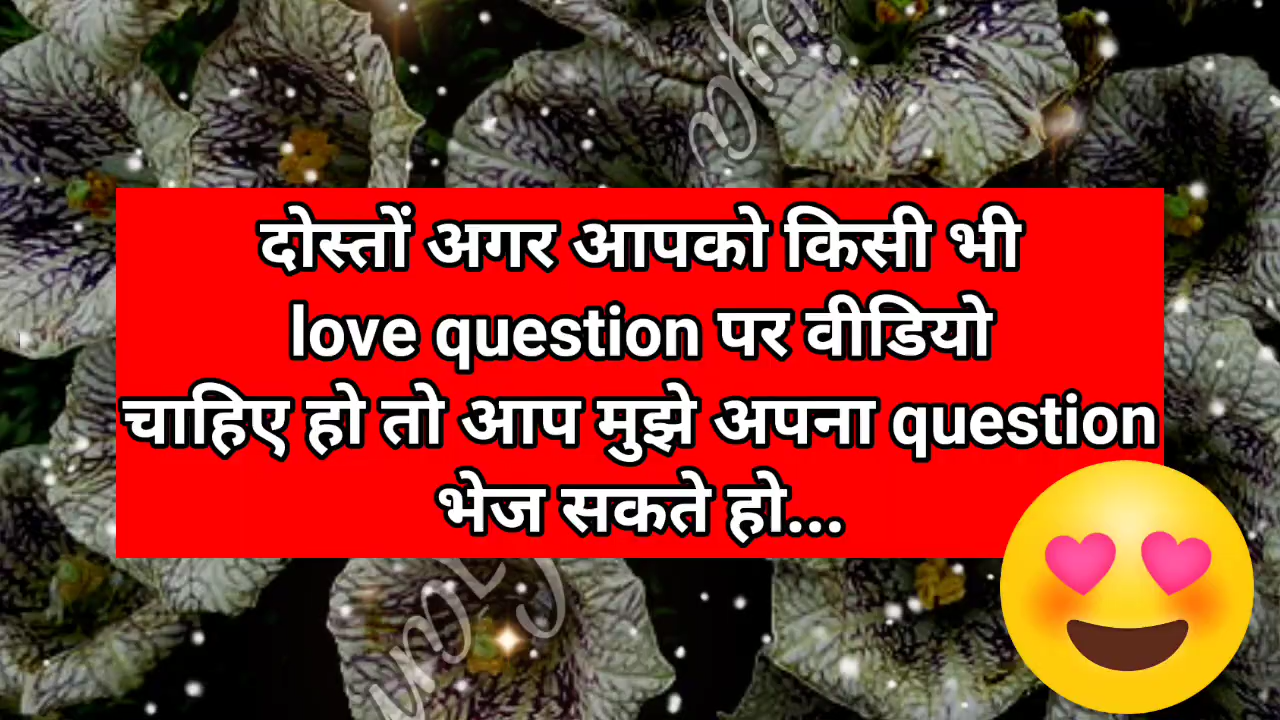 दोस्तों अगर आपको किसी भी
love question पर वीडियो
चाहिए हो तो आप मुझे अपना question
भेज सकते हो...